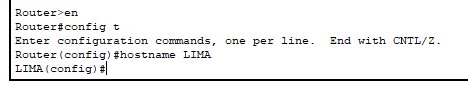 Router>en
Router#config t
Enter configuration commands, one per line.  End with CNTL/Z.
Router(config)#hostname LIMA
LIMA(config)#